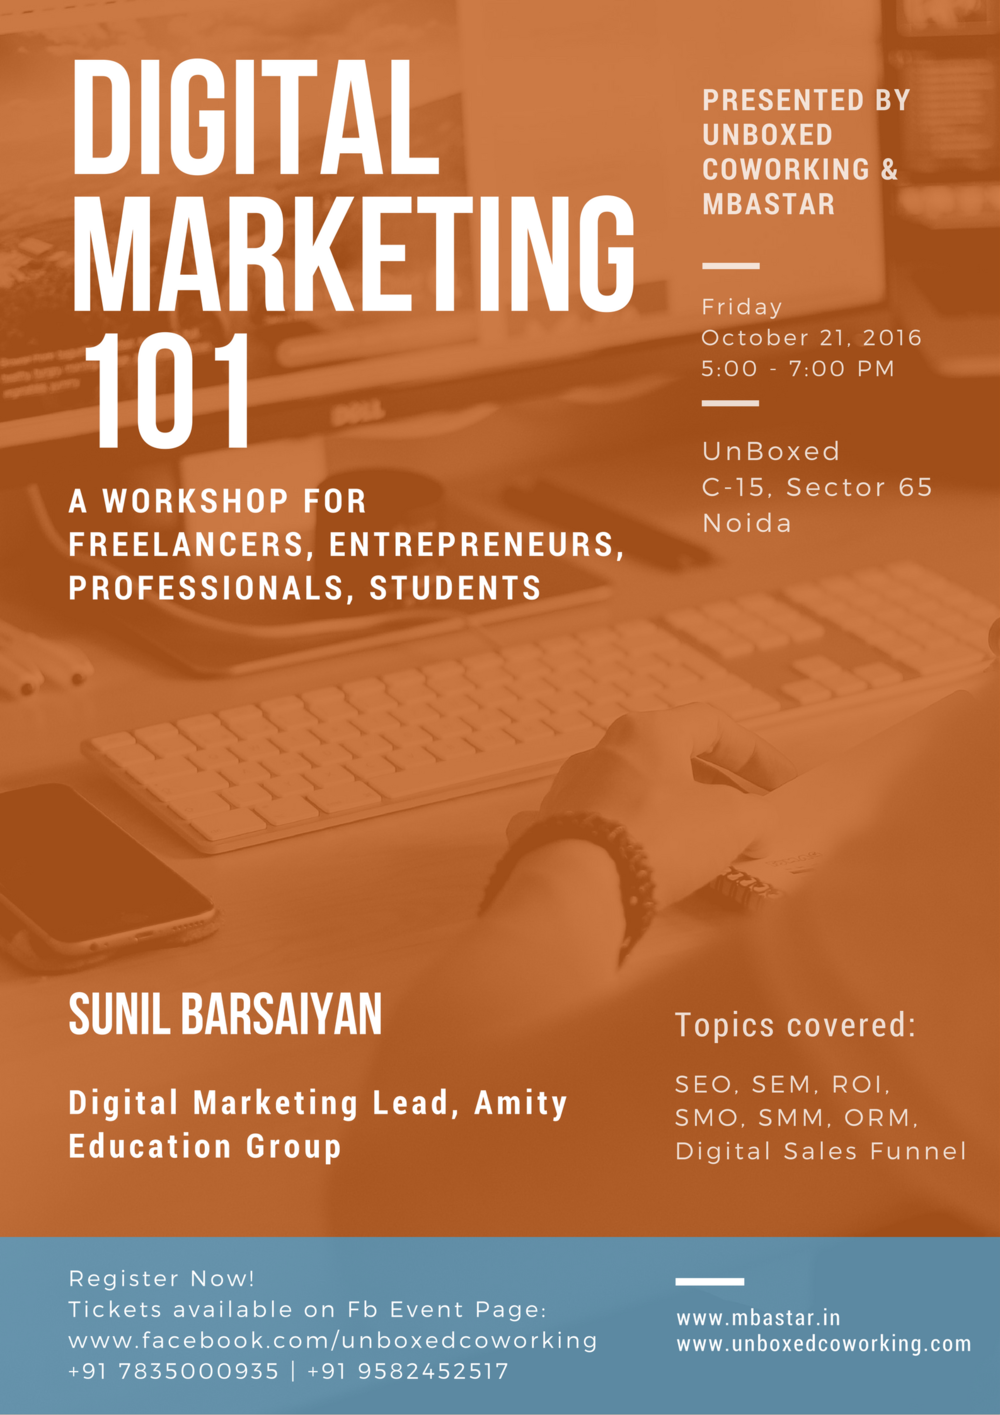 DIGITAL
MARKETING
101
A WORKSHOP FOR
FREELANCERS, ENTREPRENEURS,
PROFESSIONALS, STUDENTS
PRESENTED BY
UNBOXED
COWORKING &
MBASTAR
Friday
October 21, 2016
5:00 - 7:00 PM
UnBoxed
C-15, Sector 65
Noida
DELL
SUNIL BARSAIYAN
Digital Marketing Lead, Amity
Education Group
Topics covered:
SEO, SEM, ROI,
SMO, SMM, ORM,
Digital Sales Funnel
Register Now!
Tickets available on Fb Event Page:
www.facebook.com/unboxedcoworking
+91 7835000935 | +91 9582452517
www.mbastar.in
www.unboxedcoworking.com